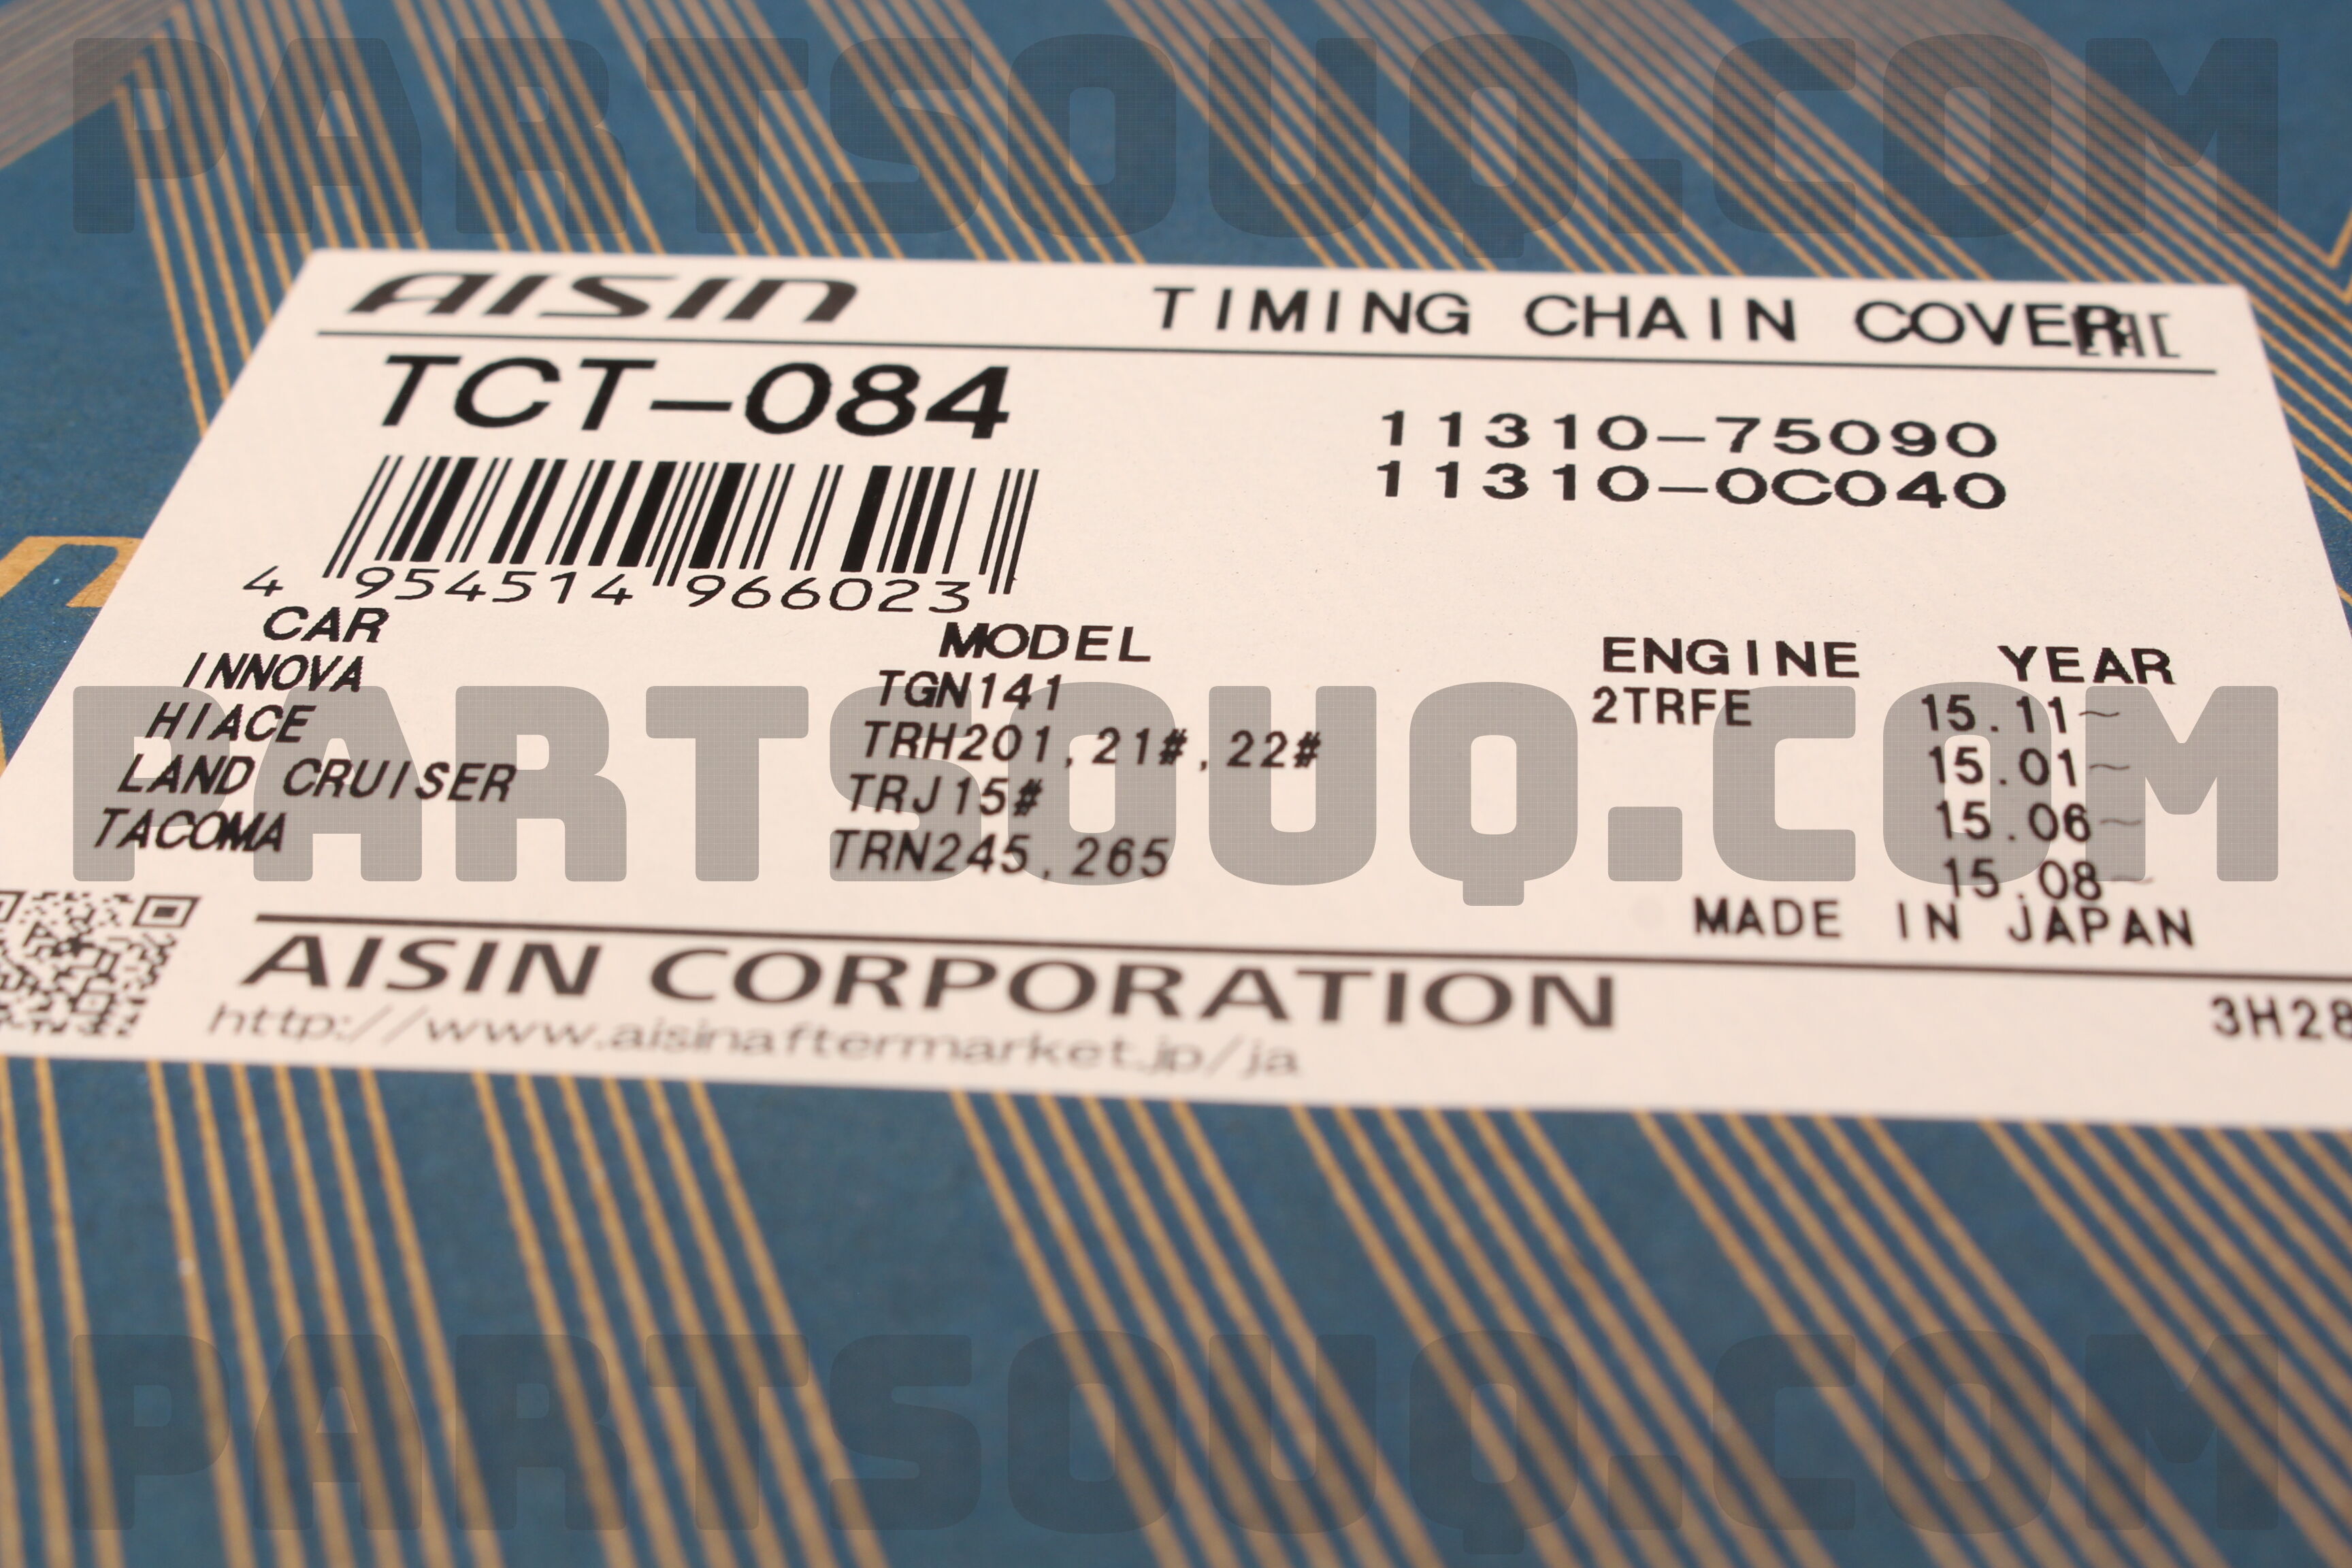 PARTSOUQ.COM
AISIN TIMING CHAIN COVER EAC
TCT-084
11310-75090
11310-0C040
4 954514 966023
CAR MODEL ENGINE YEAR
INNOVA TGN141 2TRFE 15.11~
HIACE TRH201,21#,22# 15.01~
LAND CRUISER TRJ15# 15.06~
TACOMA TRN245,265 15.08~
PARTSOUQ.COM
MADE IN JAPAN
AISIN CORPORATION
http://www.aisinaftermarket.jp/ja
3H28
PARTSOUQ.COM